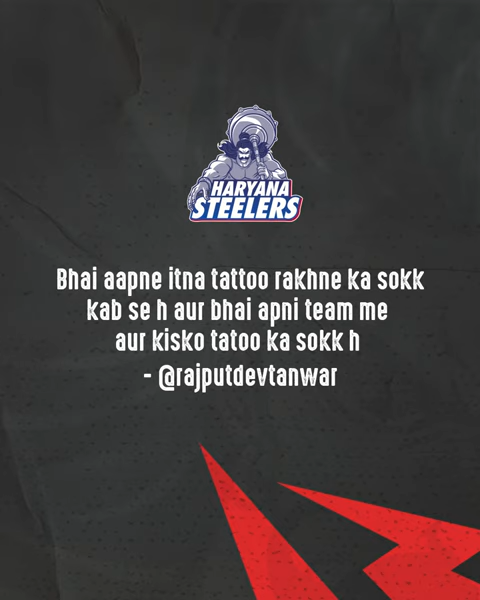 HARYANA
STEELERS
Bhai aapne itna tattoo rakhne ka sokk
kab se h aur bhai apni team me
aur kisko tatoo ka sokk h
- @rajputdevtanwar